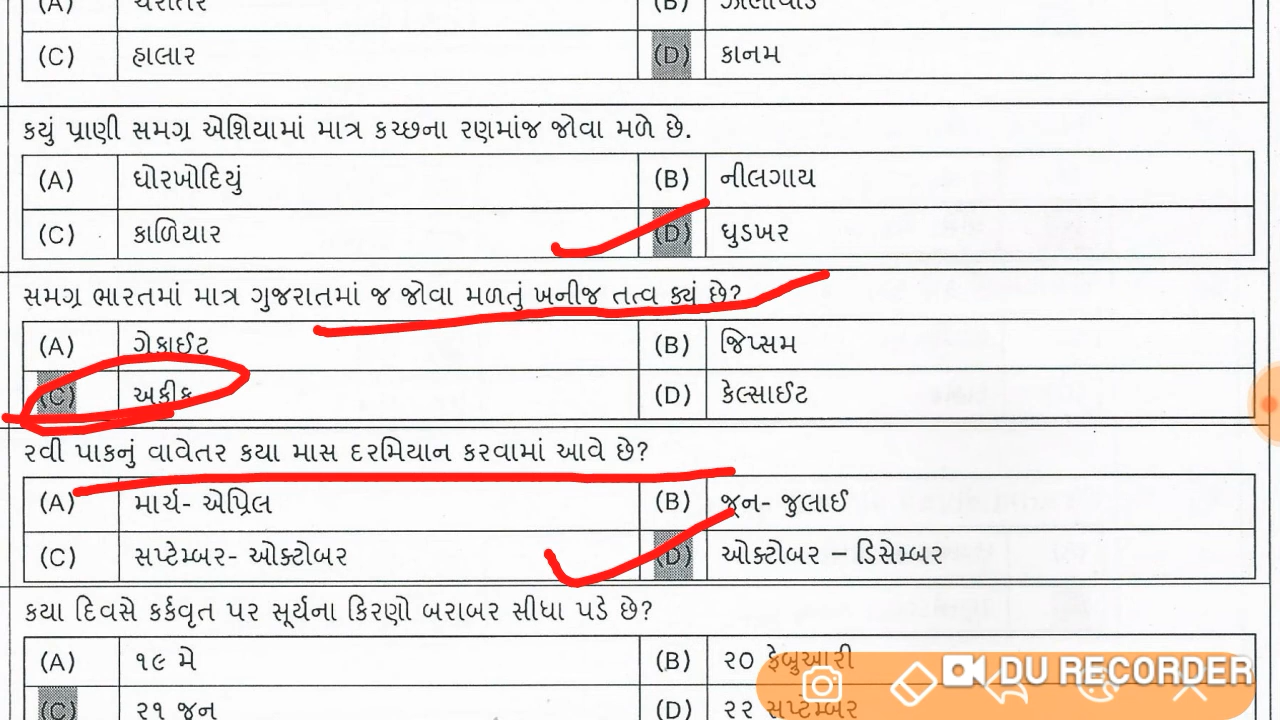 (A) ચરોતર (B) ઝાલાવાડ
(C) હાલાર (D) કાનમ
કયું પ્રાણી સમગ્ર એશિયામાં માત્ર કચ્છના રણમાંજ જોવા મળે છે.
(A) ઘોરખોદિયું (B) નીલગાય
(C) કાળિયાર (D) ઘુડખર
સમગ્ર ભારતમાં માત્ર ગુજરાતમાં જ જોવા મળતું ખનીજ તત્વ ક્યું છે?
(A) ગેકાઈટ (B) જિપ્સમ
(C) અકીક (D) કેલ્સાઈટ
રવી પાકનું વાવેતર કયા માસ દરમિયાન કરવામાં આવે છે?
(A) માર્ચ- એપ્રિલ (B) જૂન- જુલાઈ
(C) સપ્ટેમ્બર- ઓક્ટોબર (D) ઓક્ટોબર – ડિસેમ્બર
કયા દિવસે કર્કવૃત પર સૂર્યના કિરણો બરાબર સીધા પડે છે?
(A) ૧૯ મે (B) ૨૦ ફેબ્રુઆરી
DU RECORDER
(C) ૨૧ જૂન (D) ૨૨ સપ્ટેમ્બર